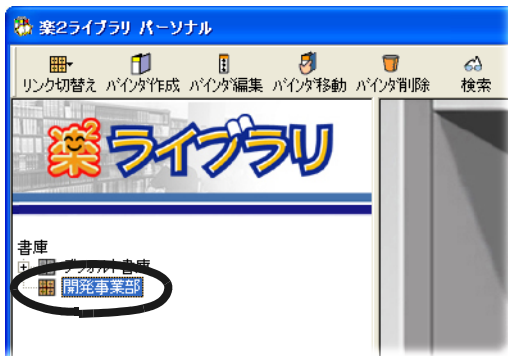 楽2ライブラリ パーソナル
リンク切替え バインダ作成 バインダ編集 バインダ移動 バインダ削除 検索
楽ライブラリ
書庫
デフォルト書庫
開発事業部